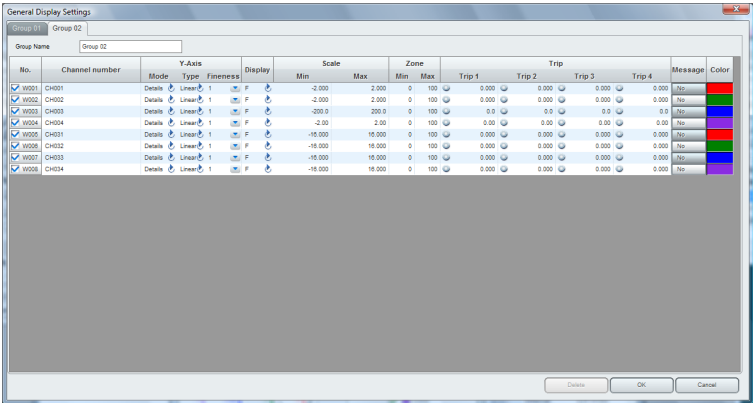 General Display Settings
Group 01 Group 02
Group Name Group 02
No. Channel number Y-Axis Display Scale Zone Trip Message Color
Mode Type Fineness Min Max Min Max Trip 1 Trip 2 Trip 3 Trip 4
W001 CH001 Details Linear 1 F -2.000 2.000 0 100 0.000 0.000 0.000 0.000 No
W002 CH002 Details Linear 1 F -2.000 2.000 0 100 0.000 0.000 0.000 0.000 No
W003 CH003 Details Linear 1 F -200.0 200.0 0 100 0.0 0.0 0.0 0.0 No
W004 CH004 Details Linear 1 F -2.00 2.00 0 100 0.00 0.00 0.00 0.00 No
W005 CH031 Details Linear 1 F -16.000 16.000 0 100 0.000 0.000 0.000 0.000 No
W006 CH032 Details Linear 1 F -16.000 16.000 0 100 0.000 0.000 0.000 0.000 No
W007 CH033 Details Linear 1 F -16.000 16.000 0 100 0.000 0.000 0.000 0.000 No
W008 CH034 Details Linear 1 F -16.000 16.000 0 100 0.000 0.000 0.000 0.000 No
Delete OK Cancel